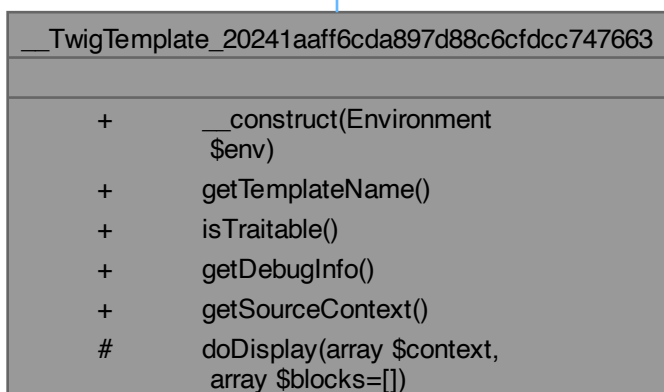 __TwigTemplate_20241aaff6cda897d88c6cfdcc747663
+ __construct(Environment
$env)
+ getTemplateName()
+ isTraitable()
+ getDebugInfo()
+ getSourceContext()
# doDisplay(array $context,
array $blocks=[])